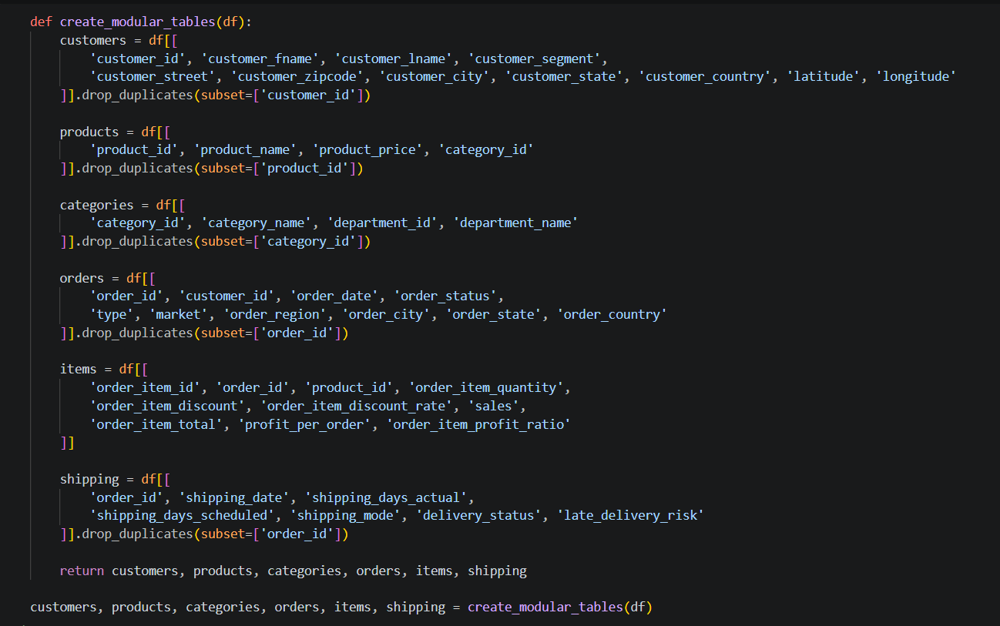 def create_modular_tables(df):
    customers = df[[
        'customer_id', 'customer_fname', 'customer_lname', 'customer_segment',
        'customer_street', 'customer_zipcode', 'customer_city', 'customer_state', 'customer_country', 'latitude', 'longitude'
    ]].drop_duplicates(subset=['customer_id'])

    products = df[[
        'product_id', 'product_name', 'product_price', 'category_id'
    ]].drop_duplicates(subset=['product_id'])

    categories = df[[
        'category_id', 'category_name', 'department_id', 'department_name'
    ]].drop_duplicates(subset=['category_id'])

    orders = df[[
        'order_id', 'customer_id', 'order_date', 'order_status',
        'type', 'market', 'order_region', 'order_city', 'order_state', 'order_country'
    ]].drop_duplicates(subset=['order_id'])

    items = df[[
        'order_item_id', 'order_id', 'product_id', 'order_item_quantity',
        'order_item_discount', 'order_item_discount_rate', 'sales',
        'order_item_total', 'profit_per_order', 'order_item_profit_ratio'
    ]]

    shipping = df[[
        'order_id', 'shipping_date', 'shipping_days_actual',
        'shipping_days_scheduled', 'shipping_mode', 'delivery_status', 'late_delivery_risk'
    ]].drop_duplicates(subset=['order_id'])

    return customers, products, categories, orders, items, shipping

customers, products, categories, orders, items, shipping = create_modular_tables(df)